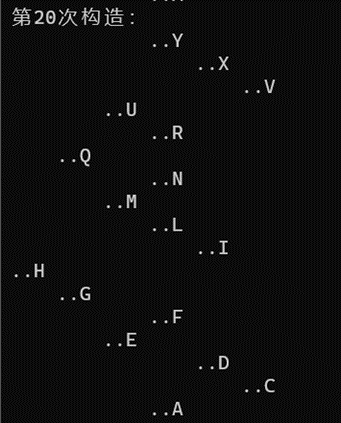 第20次构造:
..Y
..X
..V
..U
..R
..Q
..N
..M
..L
..I
..H
..G
..F
..E
..D
..C
..A